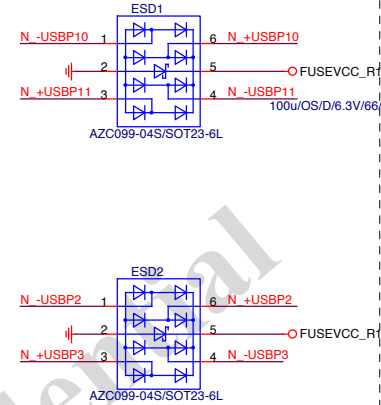 ESD1
N_-USBP10 1 6 N_+USBP10
2 5 FUSEVCC_R1
N_+USBP11 3 4 N_-USBP11
100u/OS/D/6.3V/66
AZC099-04S/SOT23-6L
ESD2
N_-USBP2 1 6 N_+USBP2
2 5 FUSEVCC_R1
N_+USBP3 3 4 N_-USBP3
AZC099-04S/SOT23-6L